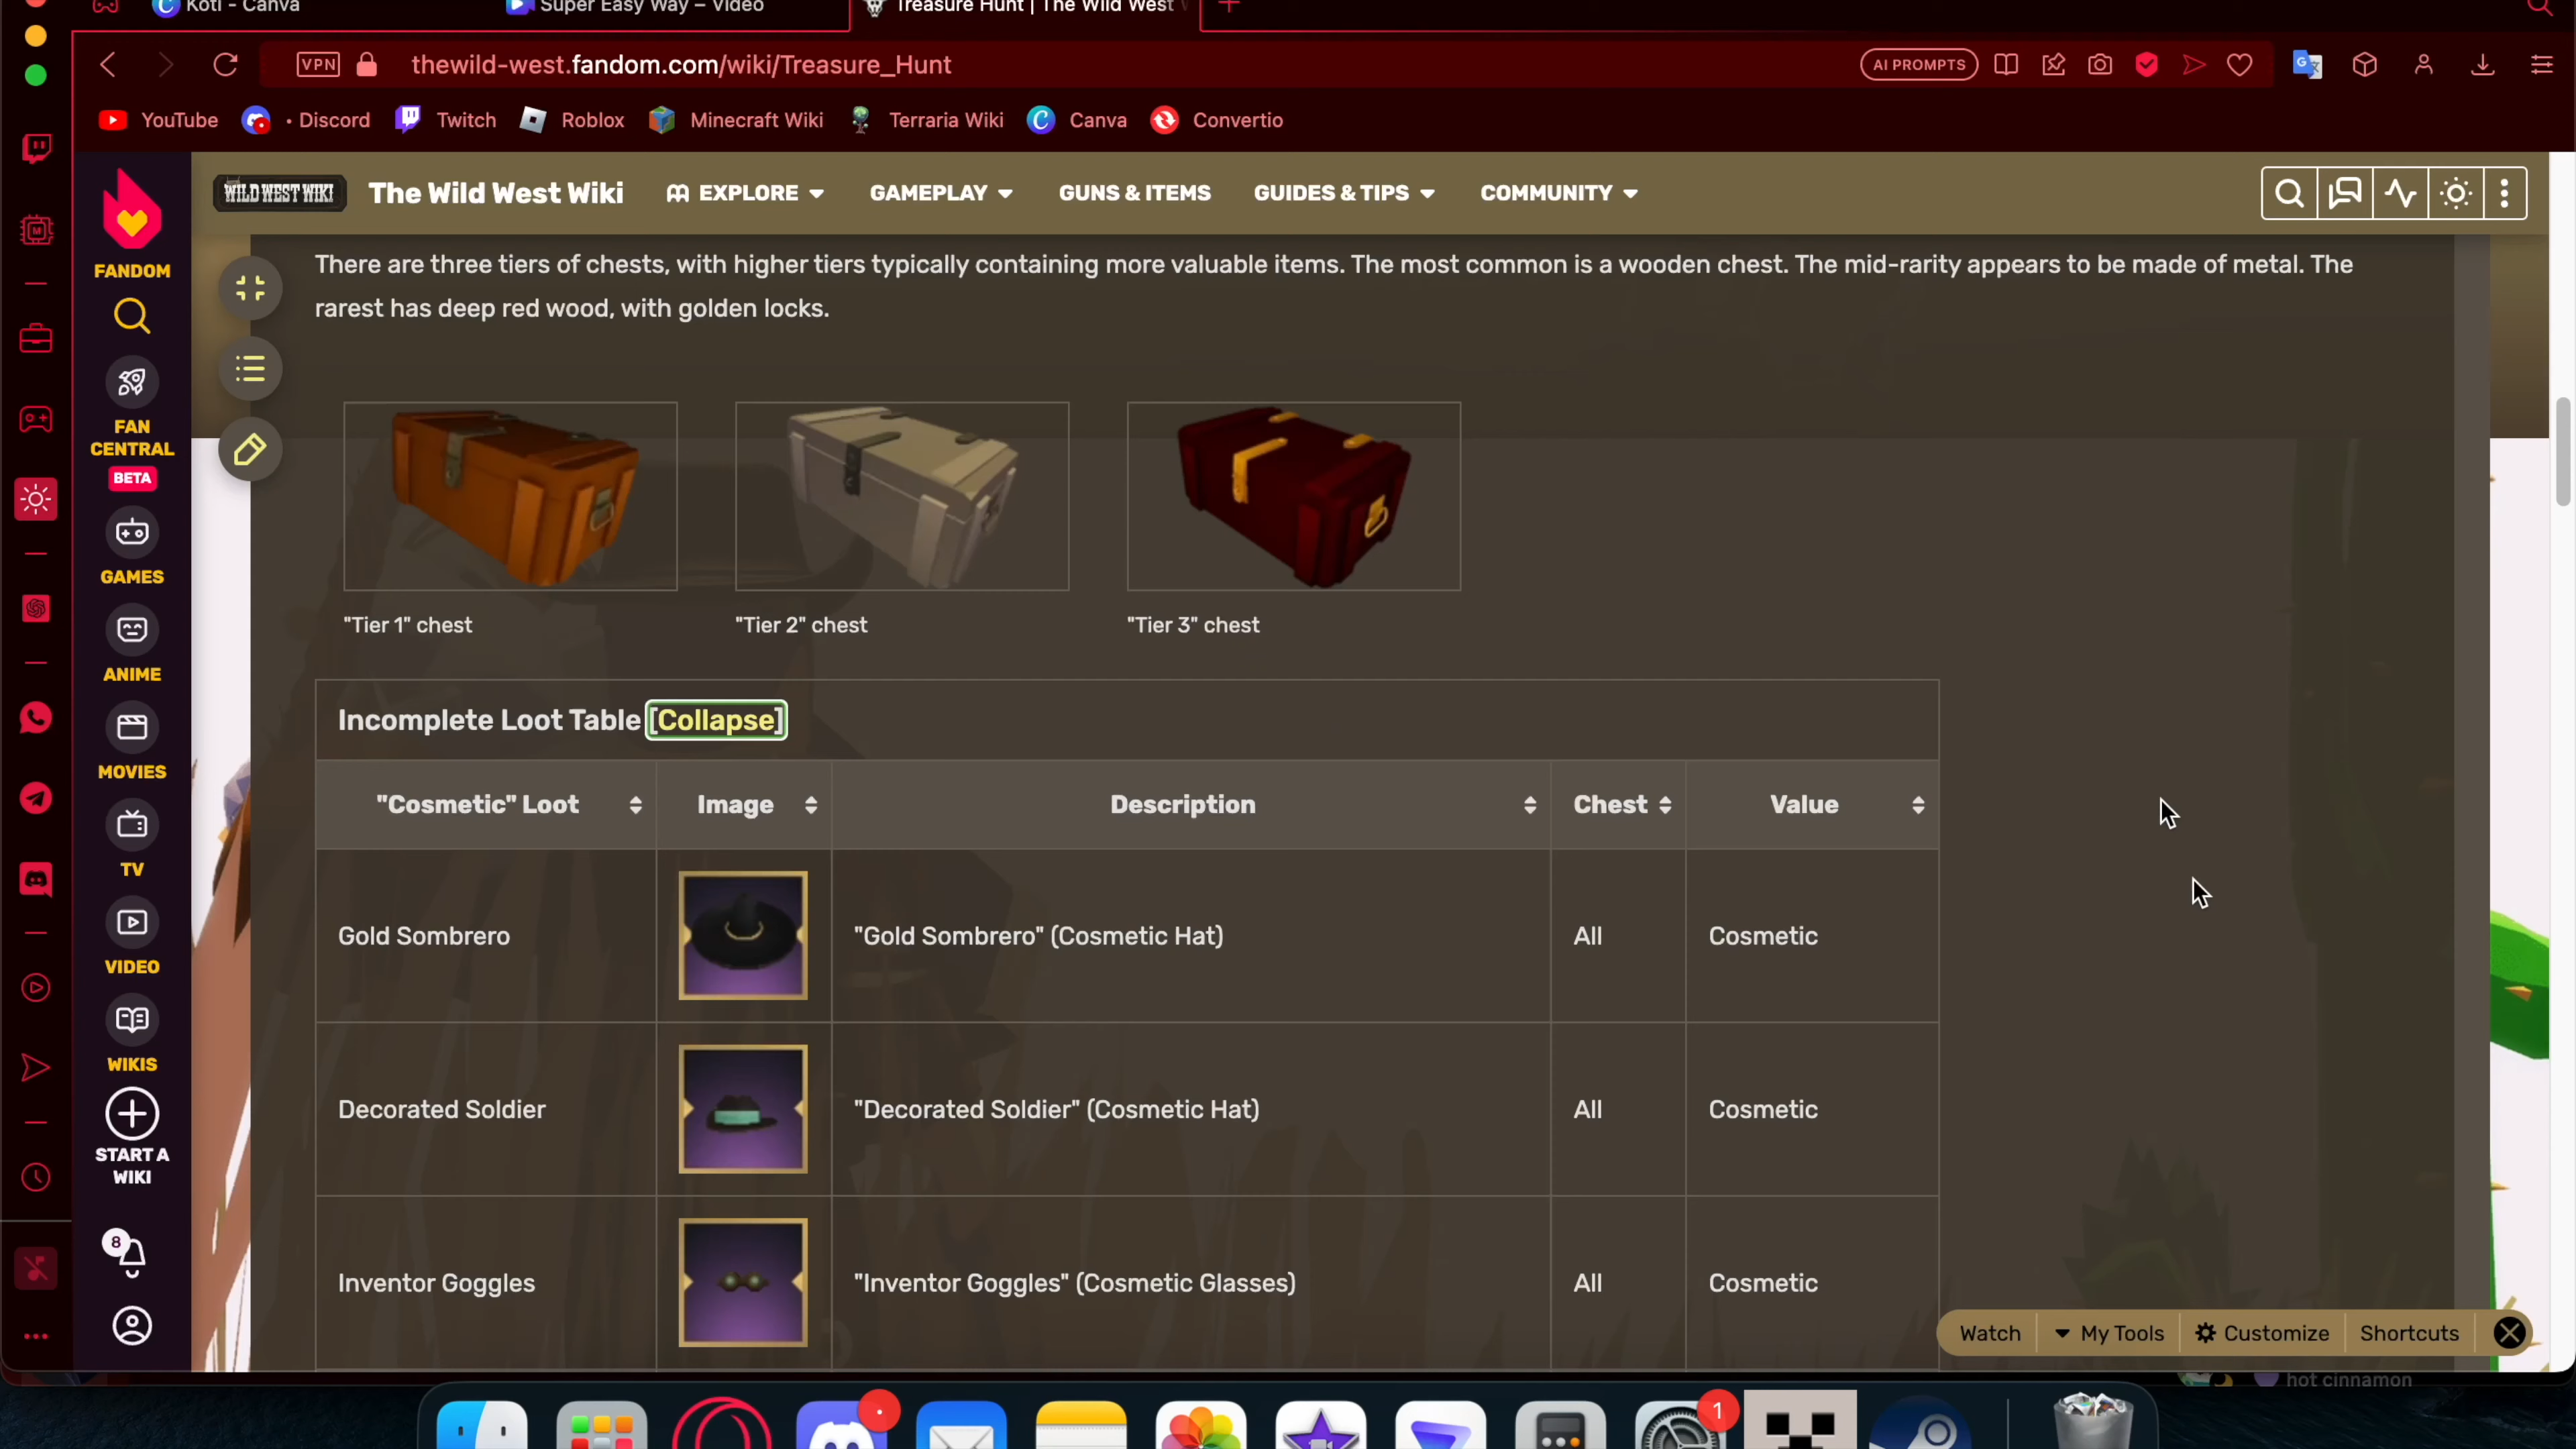 Koti - Canva
Super Easy Way – Video
Treasure Hunt | The Wild West
VPN
thewild-west.fandom.com/wiki/Treasure_Hunt
AI PROMPTS
YouTube
• Discord
Twitch
Roblox
Minecraft Wiki
Terraria Wiki
Canva
Convertio
WILD WEST WIKI
The Wild West Wiki
EXPLORE
GAMEPLAY
GUNS & ITEMS
GUIDES & TIPS
COMMUNITY
FANDOM
FAN
CENTRAL
BETA
GAMES
ANIME
MOVIES
TV
VIDEO
WIKIS
START A
WIKI
8
There are three tiers of chests, with higher tiers typically containing more valuable items. The most common is a wooden chest. The mid-rarity appears to be made of metal. The
rarest has deep red wood, with golden locks.
"Tier 1" chest
"Tier 2" chest
"Tier 3" chest
Incomplete Loot Table [Collapse]
"Cosmetic" Loot Image Description Chest Value
Gold Sombrero "Gold Sombrero" (Cosmetic Hat) All Cosmetic
Decorated Soldier "Decorated Soldier" (Cosmetic Hat) All Cosmetic
Inventor Goggles "Inventor Goggles" (Cosmetic Glasses) All Cosmetic
Watch
My Tools
Customize
Shortcuts
hot cinnamon
1